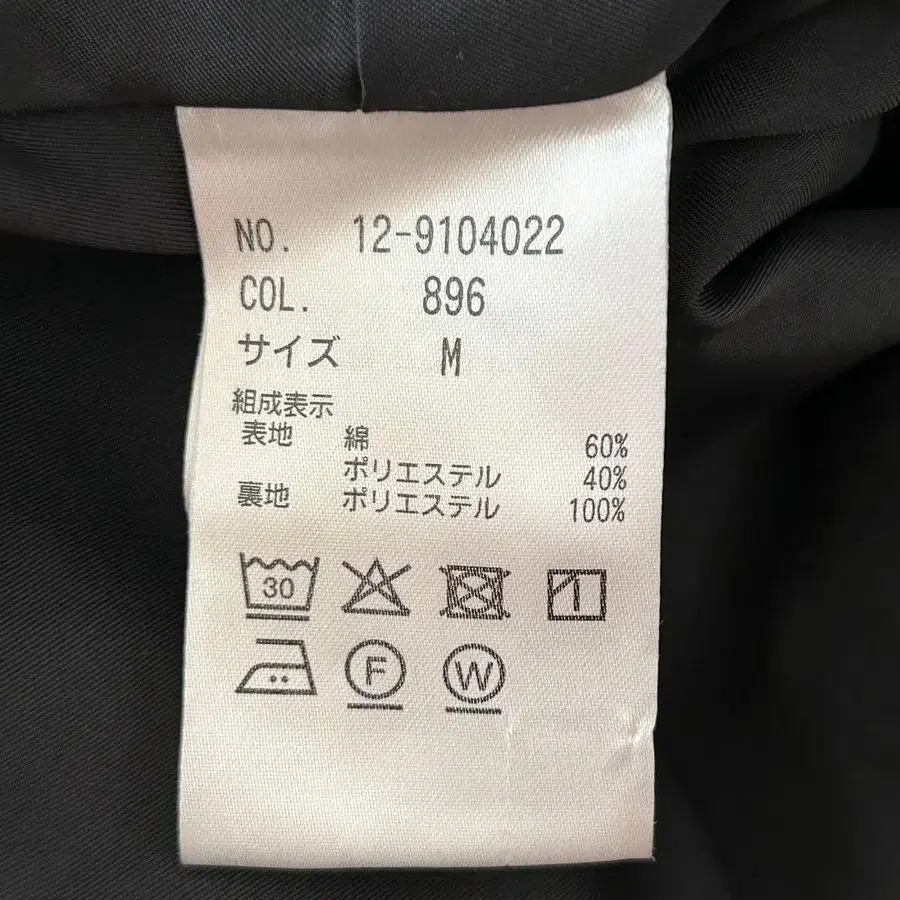 NO. 12-9104022
COL. 896
サイズ M
組成表示
表地 綿 60%
ポリエステル 40%
裏地 ポリエステル 100%
30
F W